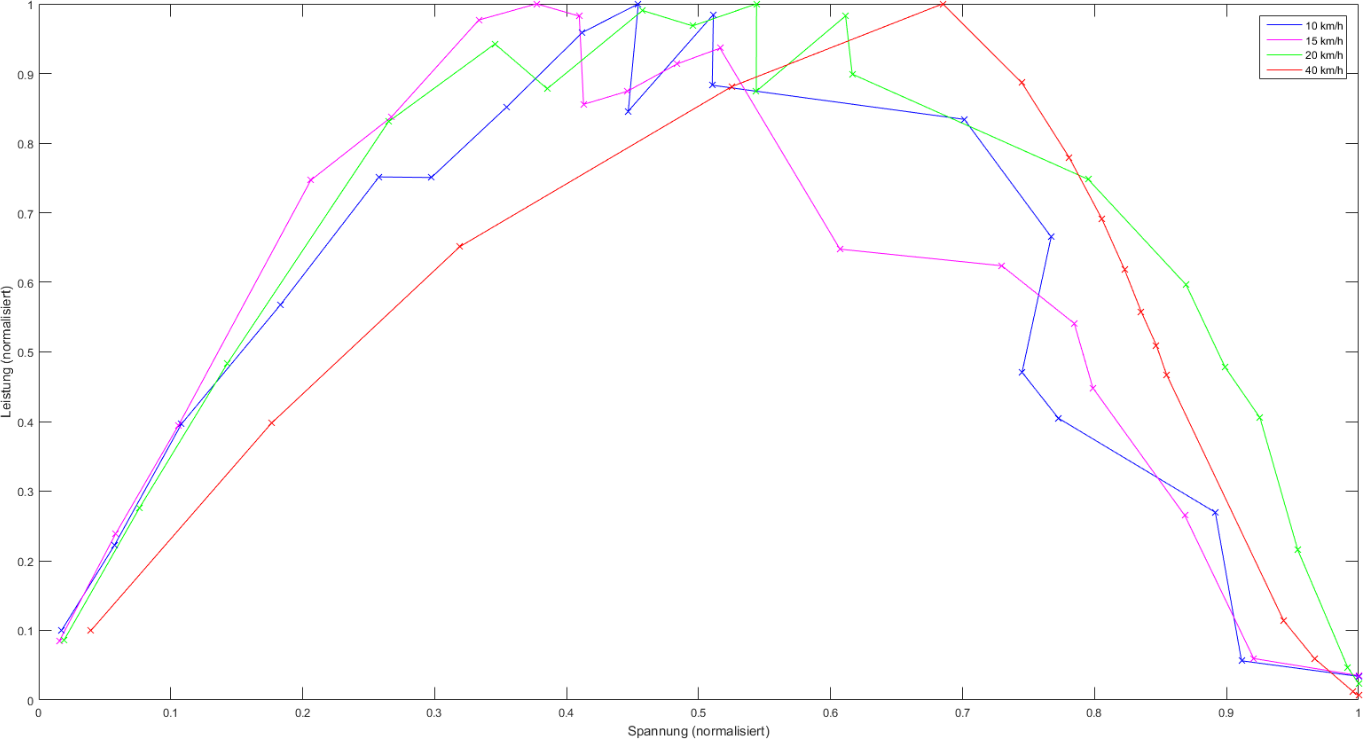 1
0.9
0.8
0.7
0.6
0.5
0.4
0.3
0.2
0.1
0
Leistung (normalisiert)
10 km/h
15 km/h
20 km/h
40 km/h
0 0.1 0.2 0.3 0.4 0.5 0.6 0.7 0.8 0.9 1
Spannung (normalisiert)